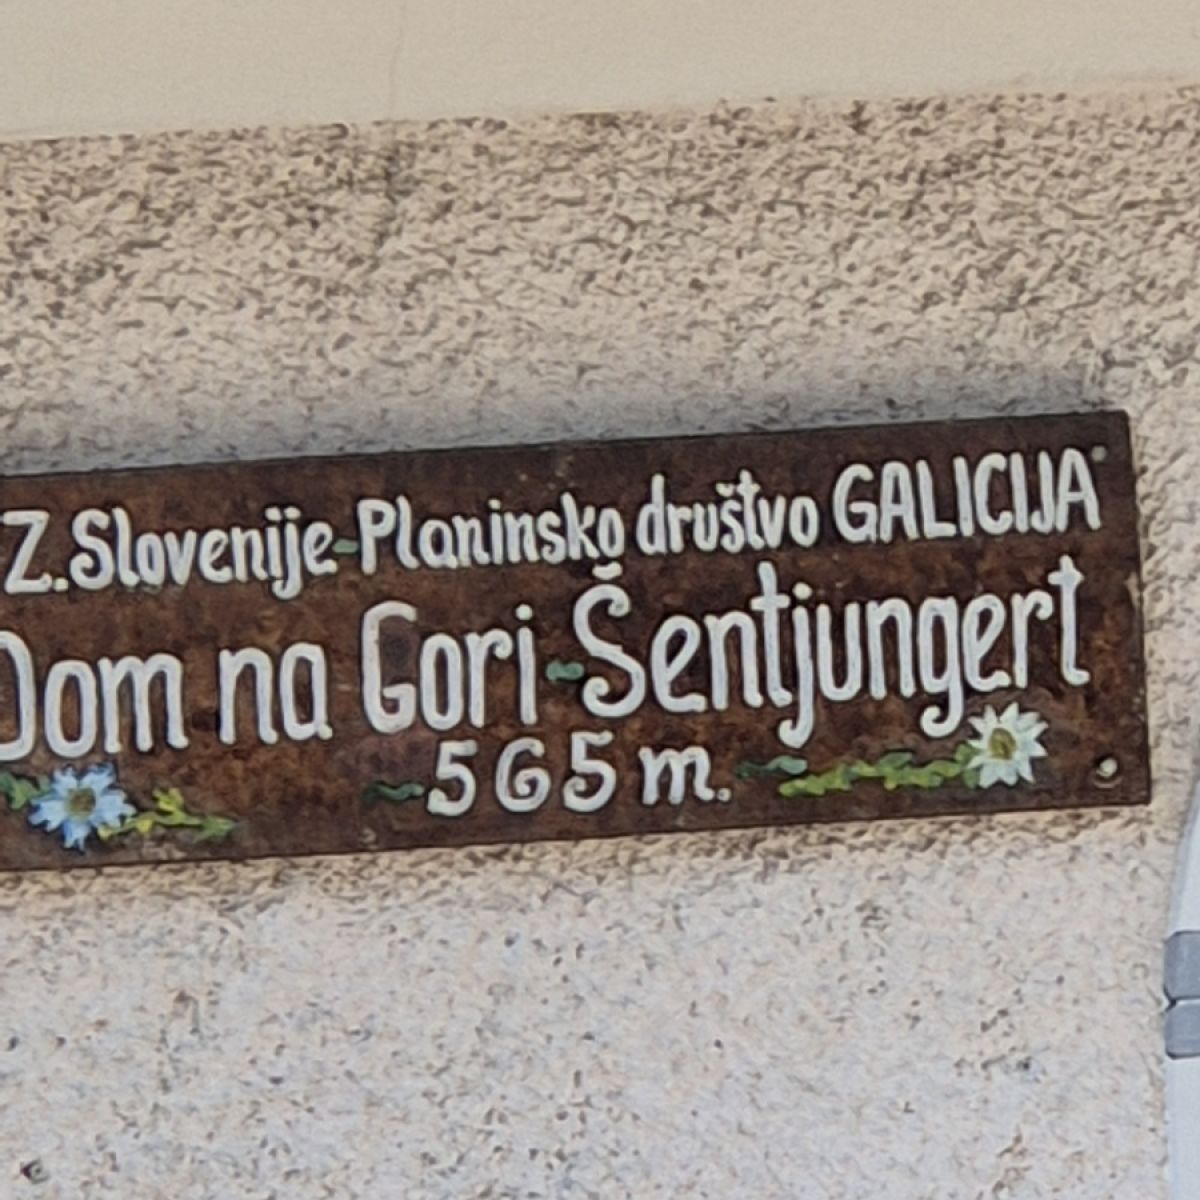 Z. Slovenije-Planinsko društvo GALICIJA
Dom na Gori-Šentjungert
565 m.